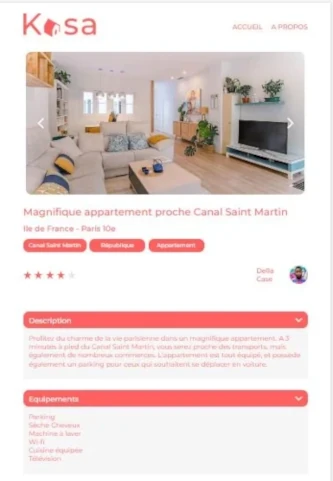 Kasa
ACCUEIL A PROPOS
Magnifique appartement proche Canal Saint Martin
Ile de France - Paris 10e
Canal Saint Martin République Appartement
Della
Case
Description
Profitez du charme de la vie parisienne dans un magnifique appartement. A 3
minutes à pied du Canal Saint Martin, vous serez proche des transports, mais
également de nombreux commerces. L'appartement est tout équipé, et possède
également un parking pour ceux qui souhaitent se déplacer en voiture.
Equipements
Parking
Sèche Cheveux
Machine à laver
Wi-fi
Cuisine équipée
Télévision